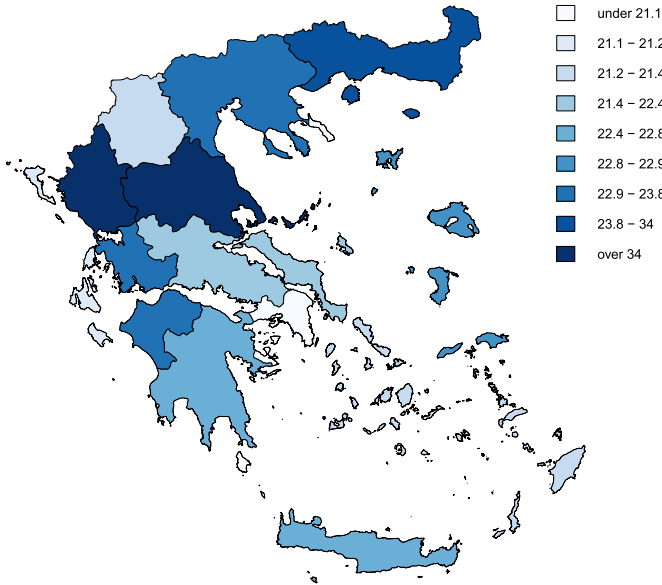 under 21.1
21.1 − 21.2
21.2 − 21.4
21.4 − 22.4
22.4 − 22.8
22.8 − 22.9
22.9 − 23.8
23.8 − 34
over 34